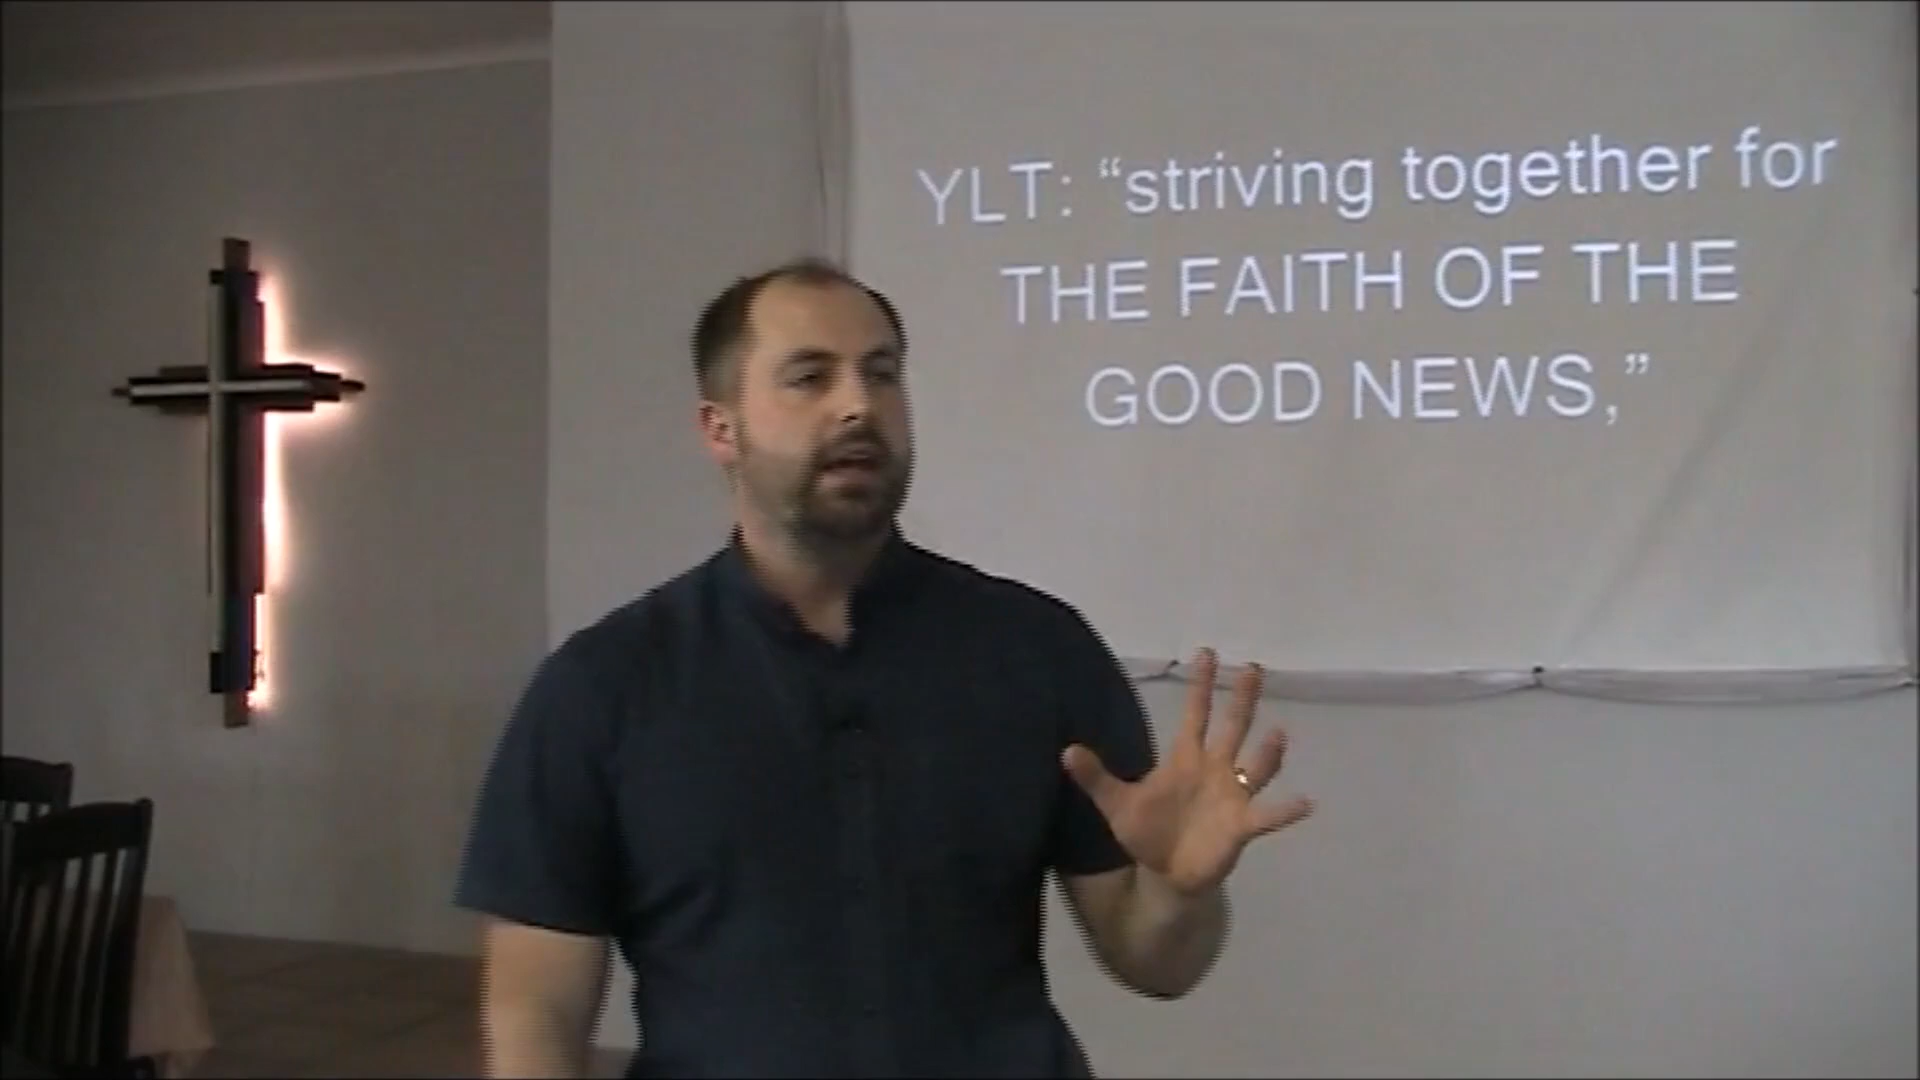 YLT: “striving together for
THE FAITH OF THE
GOOD NEWS,”